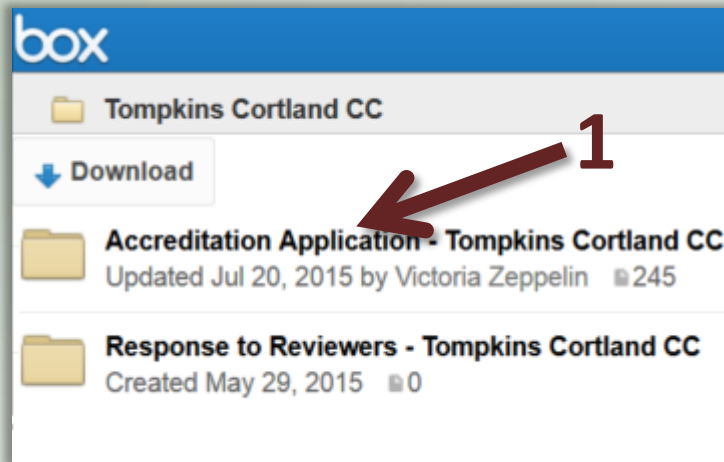 box
Tompkins Cortland CC
1
Download
Accreditation Application - Tompkins Cortland CC
Updated Jul 20, 2015 by Victoria Zeppelin 245
Response to Reviewers - Tompkins Cortland CC
Created May 29, 2015 0